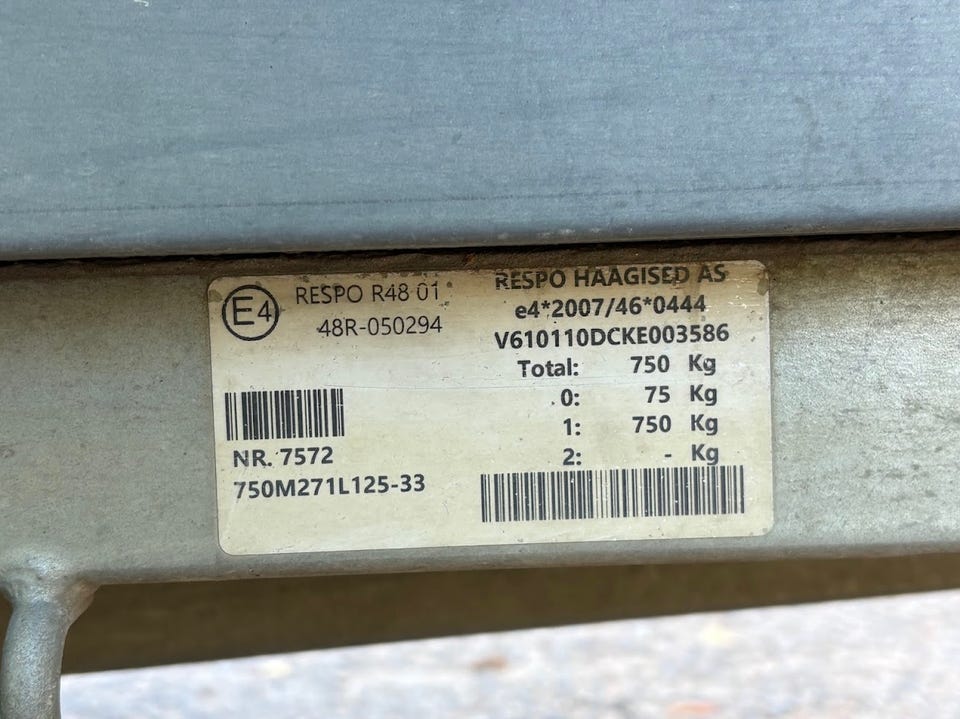 E4
RESPO R48 01
48R-050294
NR. 7572
750M271L125-33
RESPO HAAGISED AS
e4*2007/46*0444
V610110DCKE003586
Total: 750 Kg
0: 75 Kg
1: 750 Kg
2: - Kg